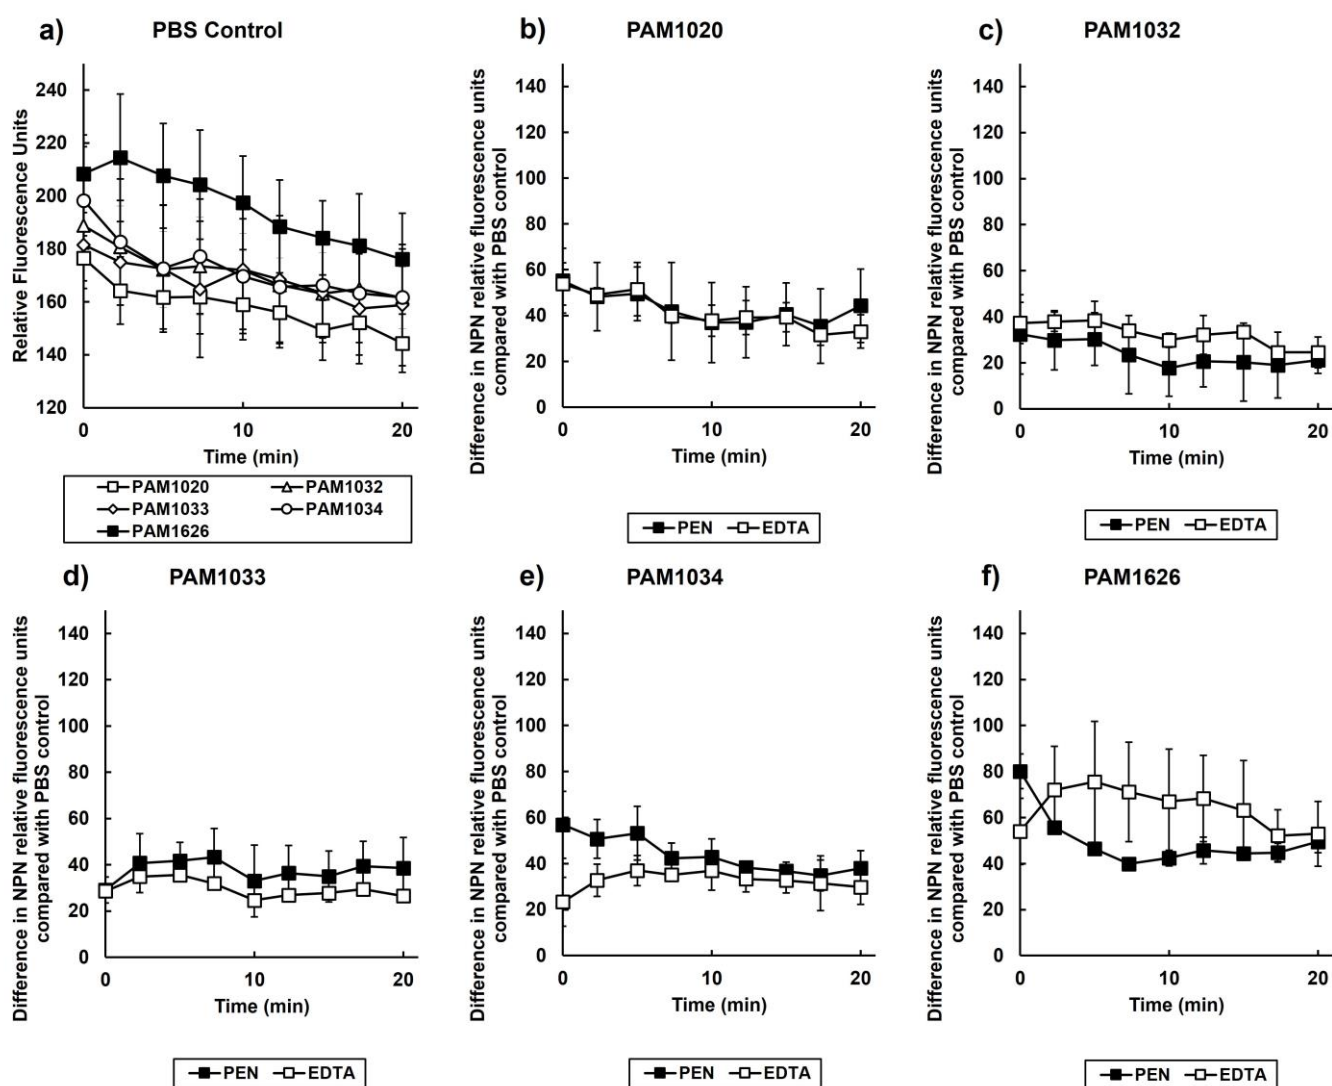 a) PBS Control
Relative Fluorescence Units
240
220
200
180
160
140
120
0 10 20
Time (min)
PAM1020 PAM1032
PAM1033 PAM1034
PAM1626
b) PAM1020
Difference in NPN relative fluorescence units
compared with PBS control
140
120
100
80
60
40
20
0
0 10 20
Time (min)
PEN EDTA
c) PAM1032
Difference in NPN relative fluorescence units
compared with PBS control
140
120
100
80
60
40
20
0
0 10 20
Time (min)
PEN EDTA
d) PAM1033
Difference in NPN relative fluorescence units
compared with PBS control
140
120
100
80
60
40
20
0
0 10 20
Time (min)
PEN EDTA
e) PAM1034
Difference in NPN relative fluorescence units
compared with PBS control
140
120
100
80
60
40
20
0
0 10 20
Time (min)
PEN EDTA
f) PAM1626
Difference in NPN relative fluorescence units
compared with PBS control
140
120
100
80
60
40
20
0
0 10 20
Time (min)
PEN EDTA